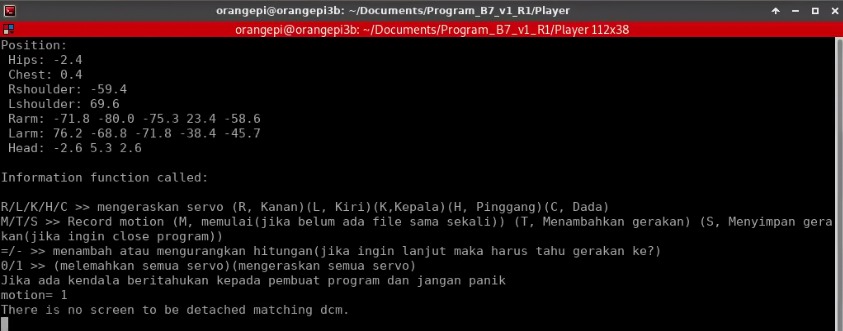 orangepi@orangepi3b: ~/Documents/Program_B7_v1_R1/Player
orangepi@orangepi3b: ~/Documents/Program_B7_v1_R1/Player 112x38
Position:
Hips: -2.4
Chest: 0.4
Rshoulder: -59.4
Lshoulder: 69.6
Rarm: -71.8 -80.0 -75.3 23.4 -58.6
Larm: 76.2 -68.8 -71.8 -38.4 -45.7
Head: -2.6 5.3 2.6
Information function called:
R/L/K/H/C >> mengeraskan servo (R, Kanan)(L, Kiri)(K,Kepala)(H, Pinggang)(C, Dada)
M/T/S >> Record motion (M, memulai(jika belum ada file sama sekali)) (T, Menambahkan gerakan) (S, Menyimpan gera
kan(jika ingin close program))
=/- >> menambah atau mengurangkan hitungan(jika ingin lanjut maka harus tahu gerakan ke?)
0/1 >> (melemahkan semua servo)(mengeraskan semua servo)
Jika ada kendala beritahukan kepada pembuat program dan jangan panik
motion= 1
There is no screen to be detached matching dcm.